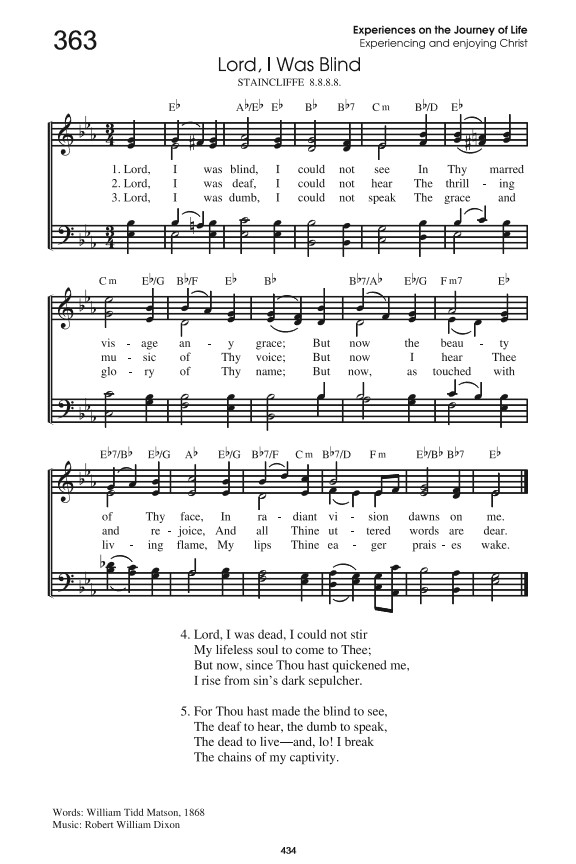 363
Experiences on the Journey of Life
Experiencing and enjoying Christ
Lord, I Was Blind
STAINCLIFFE 8.8.8.8.
E♭ A♭/E♭ E♭ B♭ B♭7 C m B♭/D E♭
1. Lord, I was blind, I could not see In Thy marred
2. Lord, I was deaf, I could not hear The thrill - ing
3. Lord, I was dumb, I could not speak The grace and
C m E♭/G B♭/F E♭ B♭ B♭7/A♭ E♭/G F m7 E♭
vis - age an - y grace; But now the beau - ty
mu - sic of Thy voice; But now I hear Thee
glo - ry of Thy name; But now, as touched with
E♭7/B♭ E♭/G A♭ E♭/G B♭7/F C m B♭7/D F m E♭/B♭ B♭7 E♭
of Thy face, In ra - diant vi - sion dawns on me.
and re - joice, And all Thine ut - tered words are dear.
liv - ing flame, My lips Thine ea - ger prais - es wake.
4. Lord, I was dead, I could not stir
My lifeless soul to come to Thee;
But now, since Thou hast quickened me,
I rise from sin’s dark sepulcher.
5. For Thou hast made the blind to see,
The deaf to hear, the dumb to speak,
The dead to live—and, lo! I break
The chains of my captivity.
Words: William Tidd Matson, 1868
Music: Robert William Dixon
434